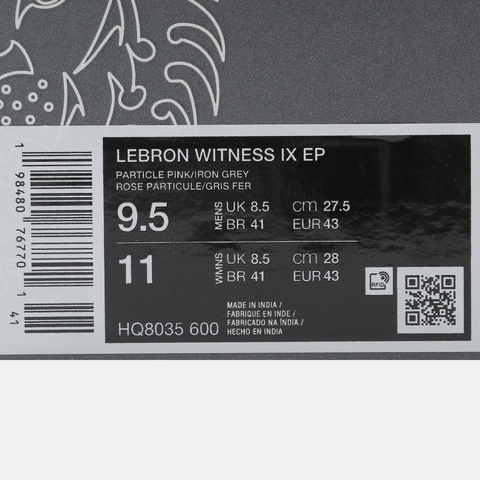 LEBRON WITNESS IX EP
PARTICLE PINK/IRON GREY
ROSE PARTICULE/GRIS FER
9.5 MENS UK 8.5 cm 27.5
BR 41 EUR 43
11 WMNS UK 8.5 cm 28
BR 41 EUR 43
HQ8035 600
MADE IN INDIA /
FABRIQUE EN INDE /
FABRICADO NA ÍNDIA /
HECHO EN INDIA
RFID
1 98480 76770 1 41